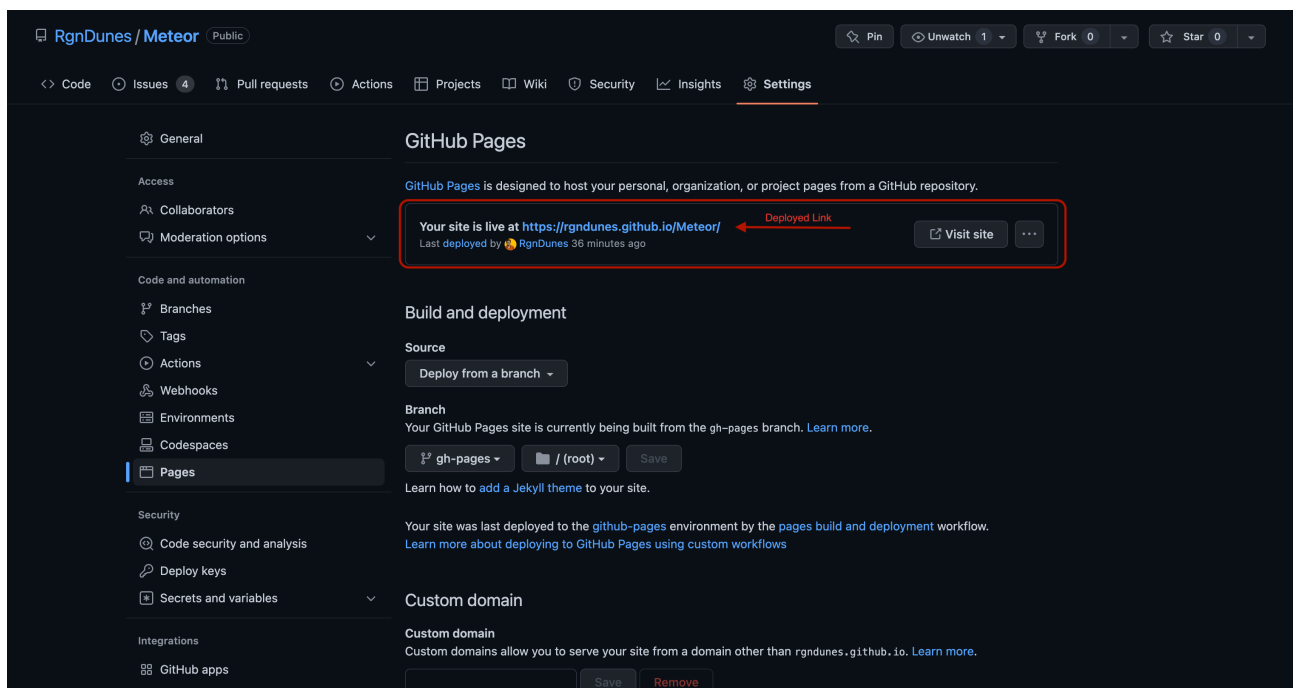 RgnDunes / Meteor Public
Pin
Unwatch 1
Fork 0
Star 0
Code
Issues 4
Pull requests
Actions
Projects
Wiki
Security
Insights
Settings
General
Access
Collaborators
Moderation options
Code and automation
Branches
Tags
Actions
Webhooks
Environments
Codespaces
Pages
Security
Code security and analysis
Deploy keys
Secrets and variables
Integrations
GitHub apps
GitHub Pages
GitHub Pages is designed to host your personal, organization, or project pages from a GitHub repository.
Your site is live at https://rgndunes.github.io/Meteor/
Deployed Link
Last deployed by RgnDunes 36 minutes ago
Visit site
Build and deployment
Source
Deploy from a branch
Branch
Your GitHub Pages site is currently being built from the gh-pages branch. Learn more.
gh-pages
/ (root)
Save
Learn how to add a Jekyll theme to your site.
Your site was last deployed to the github-pages environment by the pages build and deployment workflow.
Learn more about deploying to GitHub Pages using custom workflows
Custom domain
Custom domain
Custom domains allow you to serve your site from a domain other than rgndunes.github.io. Learn more.
Save
Remove